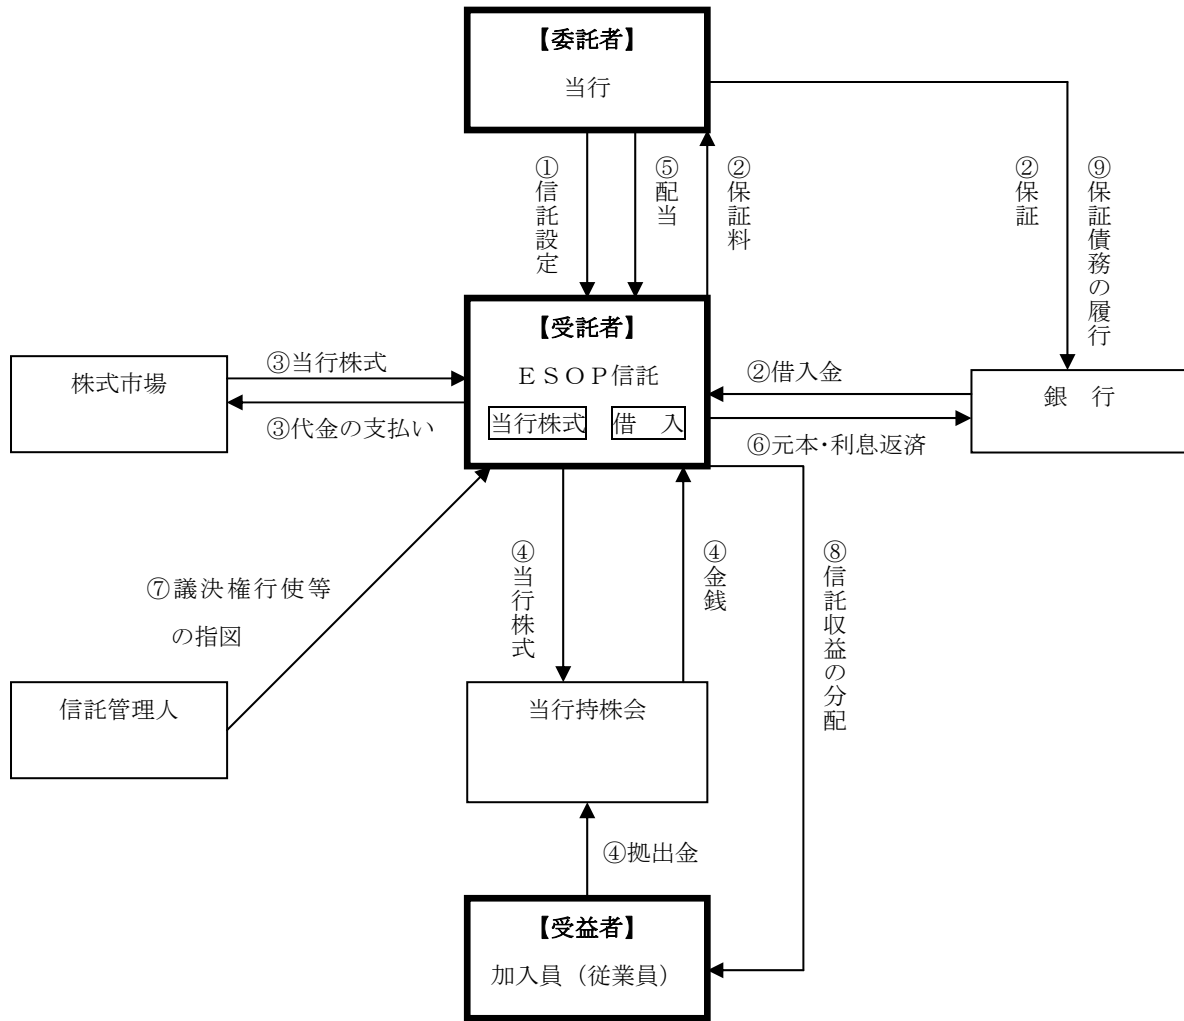 【委託者】
当行
①信託設定
⑤配当
②保証料
②保証
⑨保証債務の履行
【受託者】
ＥＳＯＰ信託
当行株式
借　入
株式市場
③当行株式
③代金の支払い
②借入金
⑥元本・利息返済
銀　行
⑦議決権行使等
の指図
④当行株式
④金銭
⑧信託収益の分配
信託管理人
当行持株会
④拠出金
【受益者】
加入員（従業員）